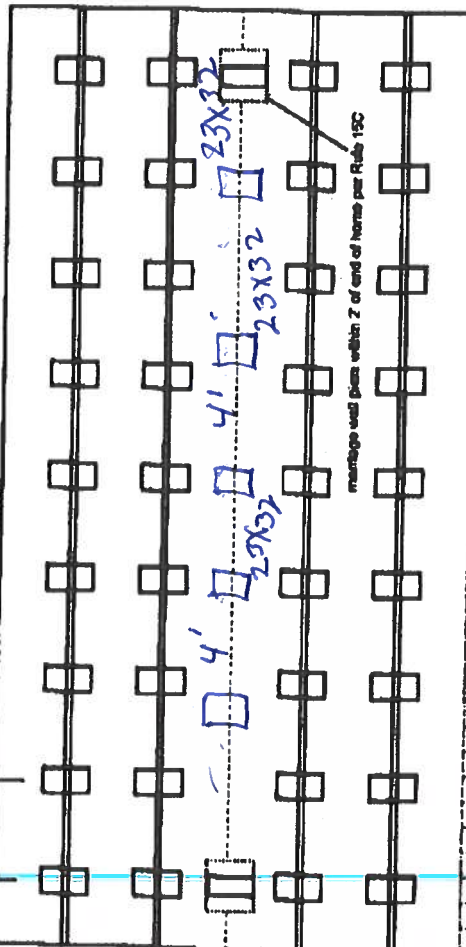 23X32
23X32
4'
23X32
4'
marriage wall piers within 2' of end of home per Rule 15C